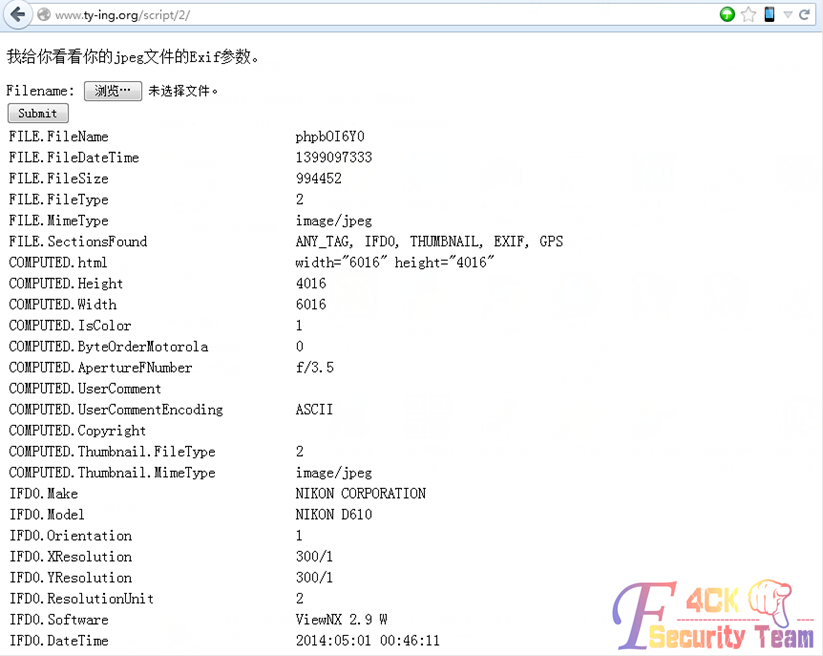 www.ty-ing.org/script/2/
我给你看看你的jpeg文件的Exif参数。
Filename: 浏览… 未选择文件。
Submit
FILE.FileName phpbOI6Y0
FILE.FileDateTime 1399097333
FILE.FileSize 994452
FILE.FileType 2
FILE.MimeType image/jpeg
FILE.SectionsFound ANY_TAG, IFD0, THUMBNAIL, EXIF, GPS
COMPUTED.html width="6016" height="4016"
COMPUTED.Height 4016
COMPUTED.Width 6016
COMPUTED.IsColor 1
COMPUTED.ByteOrderMotorola 0
COMPUTED.ApertureFNumber f/3.5
COMPUTED.UserComment
COMPUTED.UserCommentEncoding ASCII
COMPUTED.Copyright
COMPUTED.Thumbnail.FileType 2
COMPUTED.Thumbnail.MimeType image/jpeg
IFD0.Make NIKON CORPORATION
IFD0.Model NIKON D610
IFD0.Orientation 1
IFD0.XResolution 300/1
IFD0.YResolution 300/1
IFD0.ResolutionUnit 2
IFD0.Software ViewNX 2.9 W
IFD0.DateTime 2014:05:01 00:46:11
F4CK
Security Team